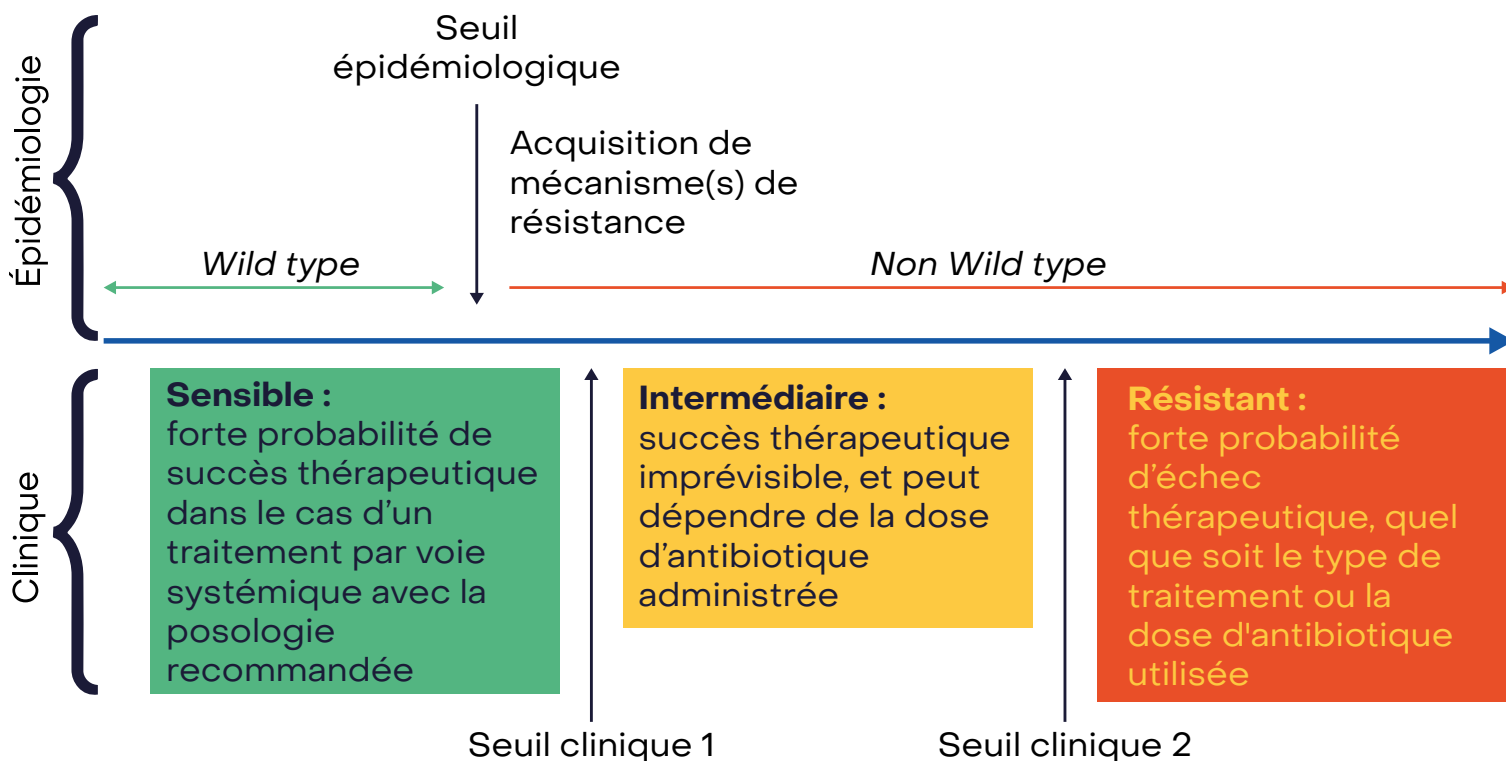 Épidémiologie
Seuil
épidémiologique
Acquisition de
mécanisme(s) de
résistance
Wild type
Non Wild type
Clinique
Sensible :
forte probabilité de
succès thérapeutique
dans le cas d’un
traitement par voie
systémique avec la
posologie
recommandée
Intermédiaire :
succès thérapeutique
imprévisible, et peut
dépendre de la dose
d’antibiotique
administrée
Résistant :
forte probabilité
d’échec
thérapeutique, quel
que soit le type de
traitement ou la
dose d'antibiotique
utilisée
Seuil clinique 1
Seuil clinique 2